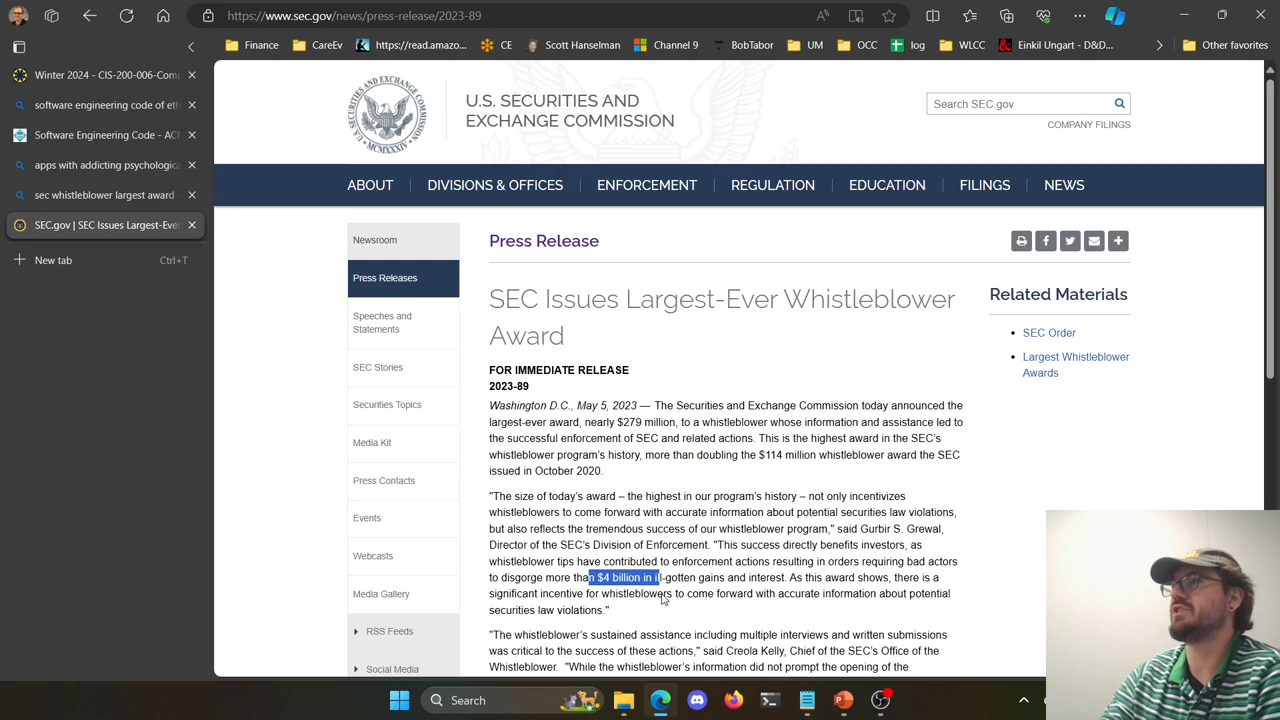 https://www.sec.gov/news/press-release/2023-89
Finance
CareEv
https://read.amazo...
CE
Scott Hanselman
Channel 9
BobTabor
UM
OCC
log
WLCC
Einkil Ungart - D&D...
Other favorites
Winter 2024 - CIS-200-006-Com
software engineering code of eth
Software Engineering Code - ACM
apps with addicting psychologic
sec whistleblower largest award
SEC.gov | SEC Issues Largest-Eve
New tab
Ctrl+T
U.S. SECURITIES AND
EXCHANGE COMMISSION
Search SEC.gov
COMPANY FILINGS
ABOUT
DIVISIONS & OFFICES
ENFORCEMENT
REGULATION
EDUCATION
FILINGS
NEWS
Newsroom
Press Releases
Speeches and
Statements
SEC Stories
Securities Topics
Media Kit
Press Contacts
Events
Webcasts
Media Gallery
RSS Feeds
Social Media
Press Release
SEC Issues Largest-Ever Whistleblower
Award
FOR IMMEDIATE RELEASE
2023-89
Washington D.C., May 5, 2023 — The Securities and Exchange Commission today announced the
largest-ever award, nearly $279 million, to a whistleblower whose information and assistance led to
the successful enforcement of SEC and related actions. This is the highest award in the SEC's
whistleblower program's history, more than doubling the $114 million whistleblower award the SEC
issued in October 2020.
"The size of today's award – the highest in our program's history – not only incentivizes
whistleblowers to come forward with accurate information about potential securities law violations,
but also reflects the tremendous success of our whistleblower program," said Gurbir S. Grewal,
Director of the SEC's Division of Enforcement. "This success directly benefits investors, as
whistleblower tips have contributed to enforcement actions resulting in orders requiring bad actors
to disgorge more than $4 billion in ill-gotten gains and interest. As this award shows, there is a
significant incentive for whistleblowers to come forward with accurate information about potential
securities law violations."
"The whistleblower's sustained assistance including multiple interviews and written submissions
was critical to the success of these actions," said Creola Kelly, Chief of the SEC's Office of the
Whistleblower. "While the whistleblower's information did not prompt the opening of the
Related Materials
SEC Order
Largest Whistleblower
Awards
Search